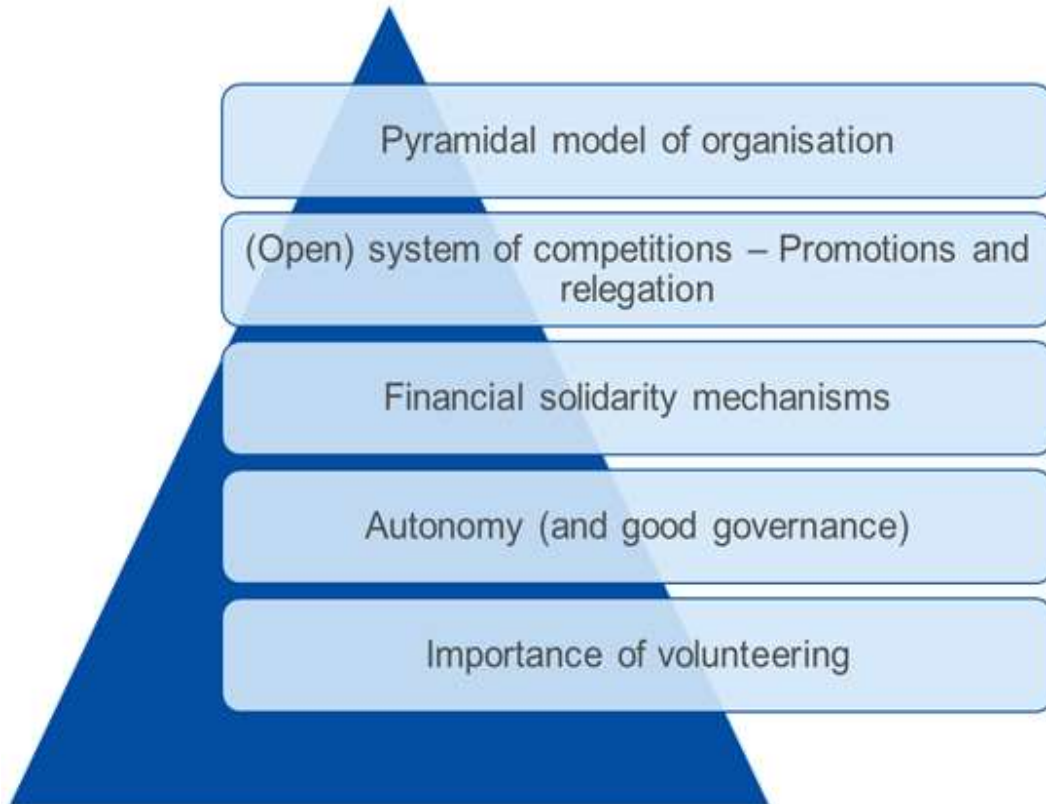 Pyramidal model of organisation
(Open) system of competitions – Promotions and
relegation
Financial solidarity mechanisms
Autonomy (and good governance)
Importance of volunteering